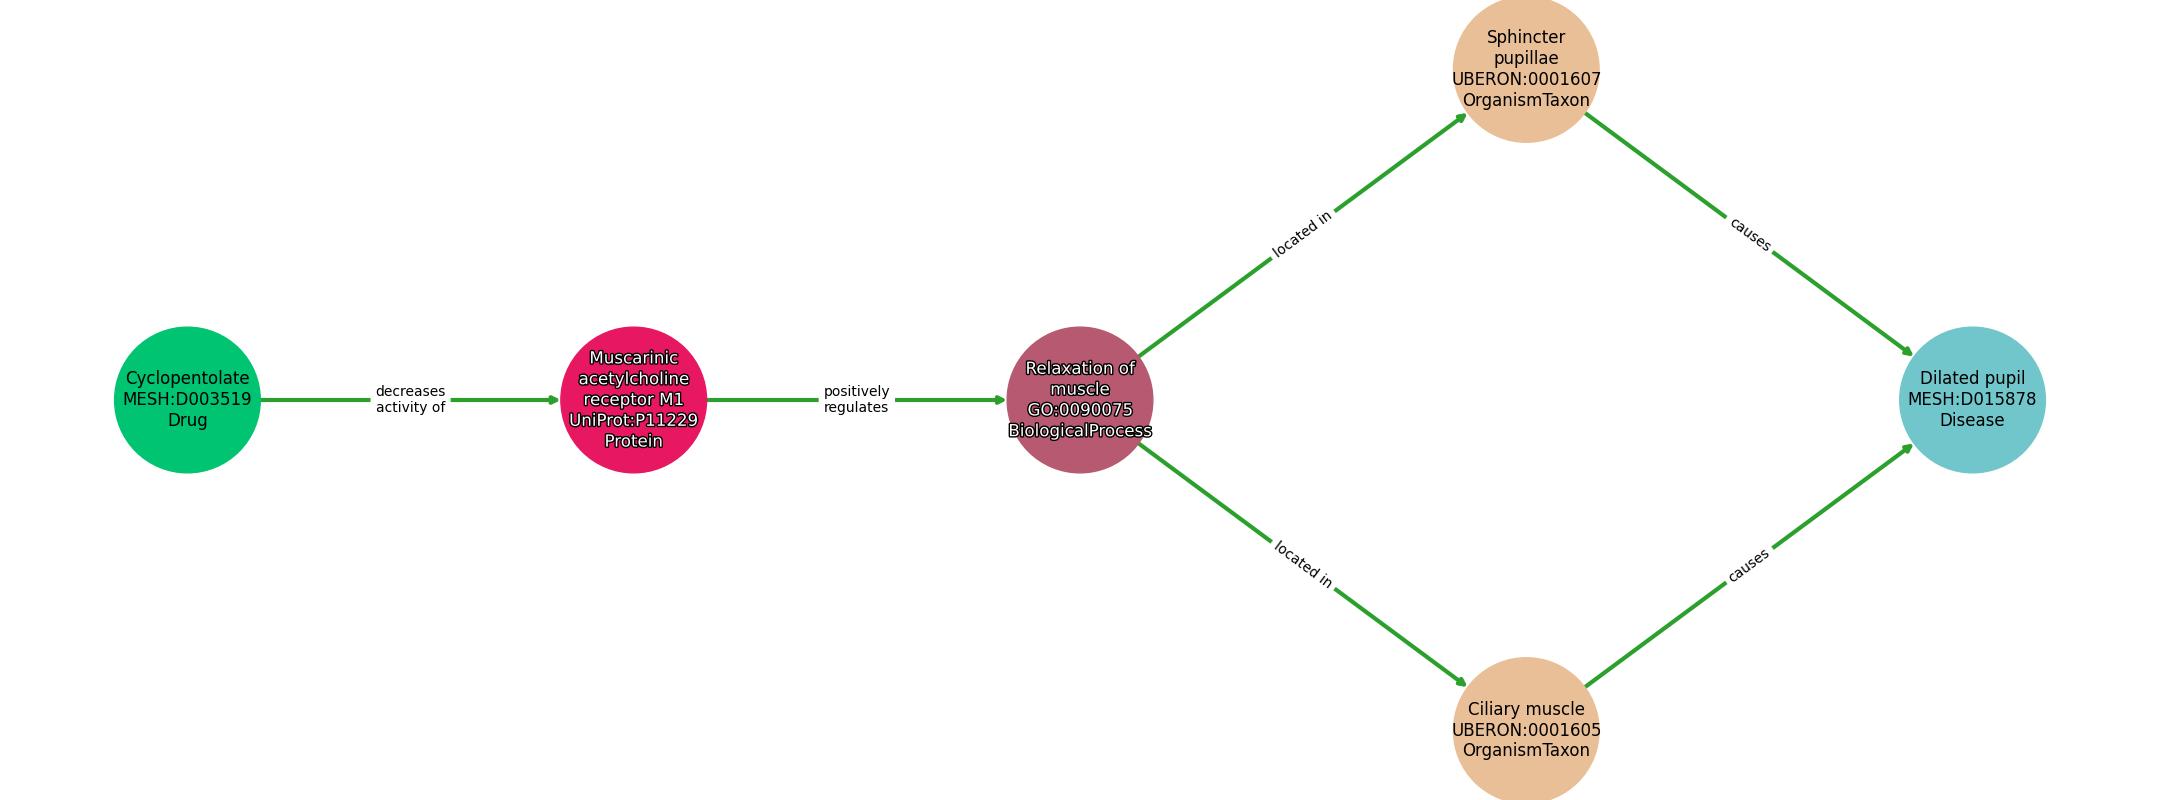 Cyclopentolate
MESH:D003519
Drug
decreases
activity of
Muscarinic
acetylcholine
receptor M1
UniProt:P11229
Protein
positively
regulates
Relaxation of
muscle
GO:0090075
BiologicalProcess
located in
located in
Sphincter
pupillae
UBERON:0001607
OrganismTaxon
Ciliary muscle
UBERON:0001605
OrganismTaxon
causes
causes
Dilated pupil
MESH:D015878
Disease